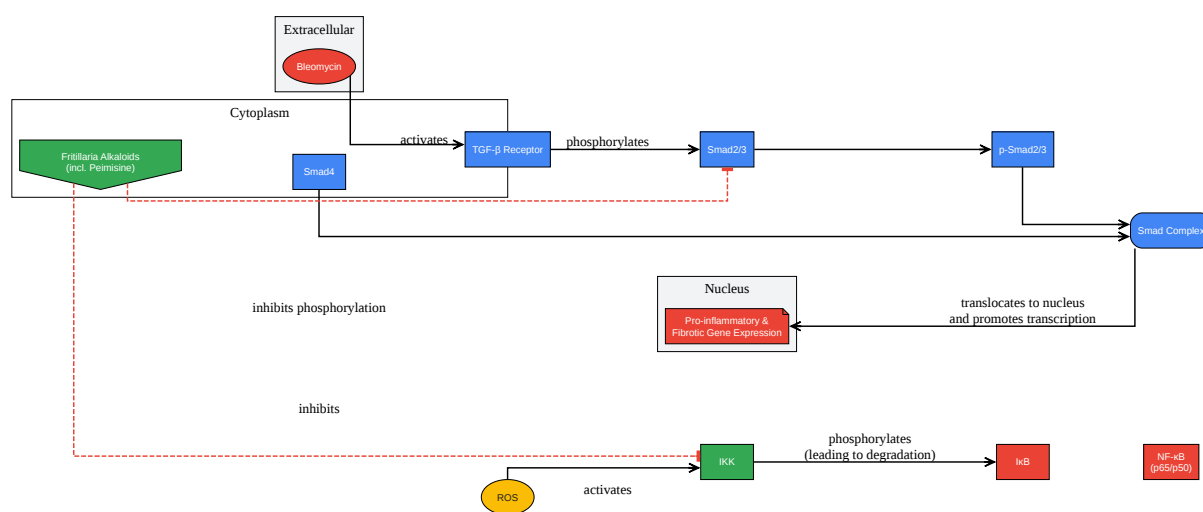 Extracellular
Bleomycin
Cytoplasm
Fritillaria Alkaloids
(incl. Peimisine)
Smad4
activates
TGF-β Receptor
phosphorylates
Smad2/3
p-Smad2/3
Smad Complex
inhibits phosphorylation
Nucleus
Pro-inflammatory &
Fibrotic Gene Expression
translocates to nucleus
and promotes transcription
inhibits
IKK
phosphorylates
(leading to degradation)
IκB
NF-κB
(p65/p50)
ROS
activates